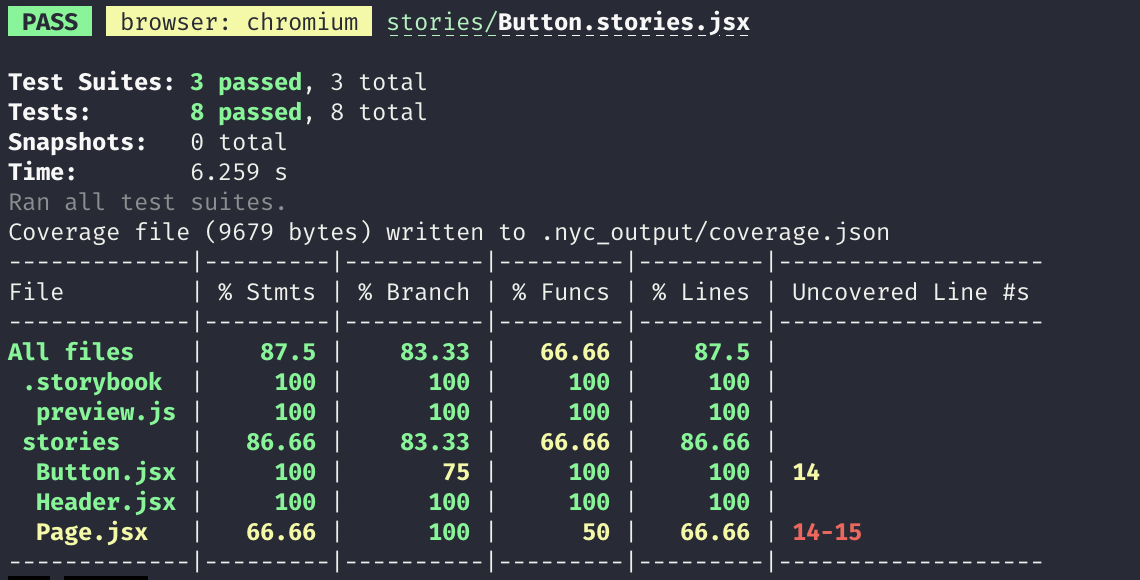 PASS browser: chromium stories/Button.stories.jsx
Test Suites: 3 passed, 3 total
Tests:       8 passed, 8 total
Snapshots:   0 total
Time:        6.259 s
Ran all test suites.
Coverage file (9679 bytes) written to .nyc_output/coverage.json
-------------|---------|----------|---------|---------|-------------------
File         | % Stmts | % Branch | % Funcs | % Lines | Uncovered Line #s
-------------|---------|----------|---------|---------|-------------------
All files    |    87.5 |    83.33 |   66.66 |    87.5 |
 .storybook  |     100 |      100 |     100 |     100 |
  preview.js |     100 |      100 |     100 |     100 |
 stories     |   86.66 |    83.33 |   66.66 |   86.66 |
  Button.jsx |     100 |       75 |     100 |     100 | 14
  Header.jsx |     100 |      100 |     100 |     100 |
  Page.jsx   |   66.66 |      100 |      50 |   66.66 | 14-15
-------------|---------|----------|---------|---------|-------------------